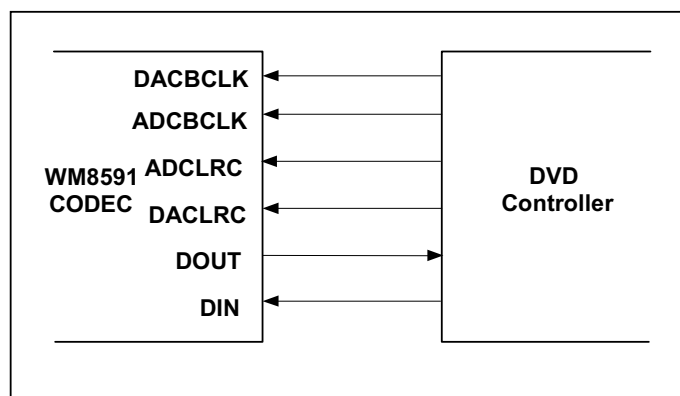 DACBCLK
ADCBCLK
ADCLRC
WM8591
CODEC
DACLRC
DOUT
DIN
DVD
Controller